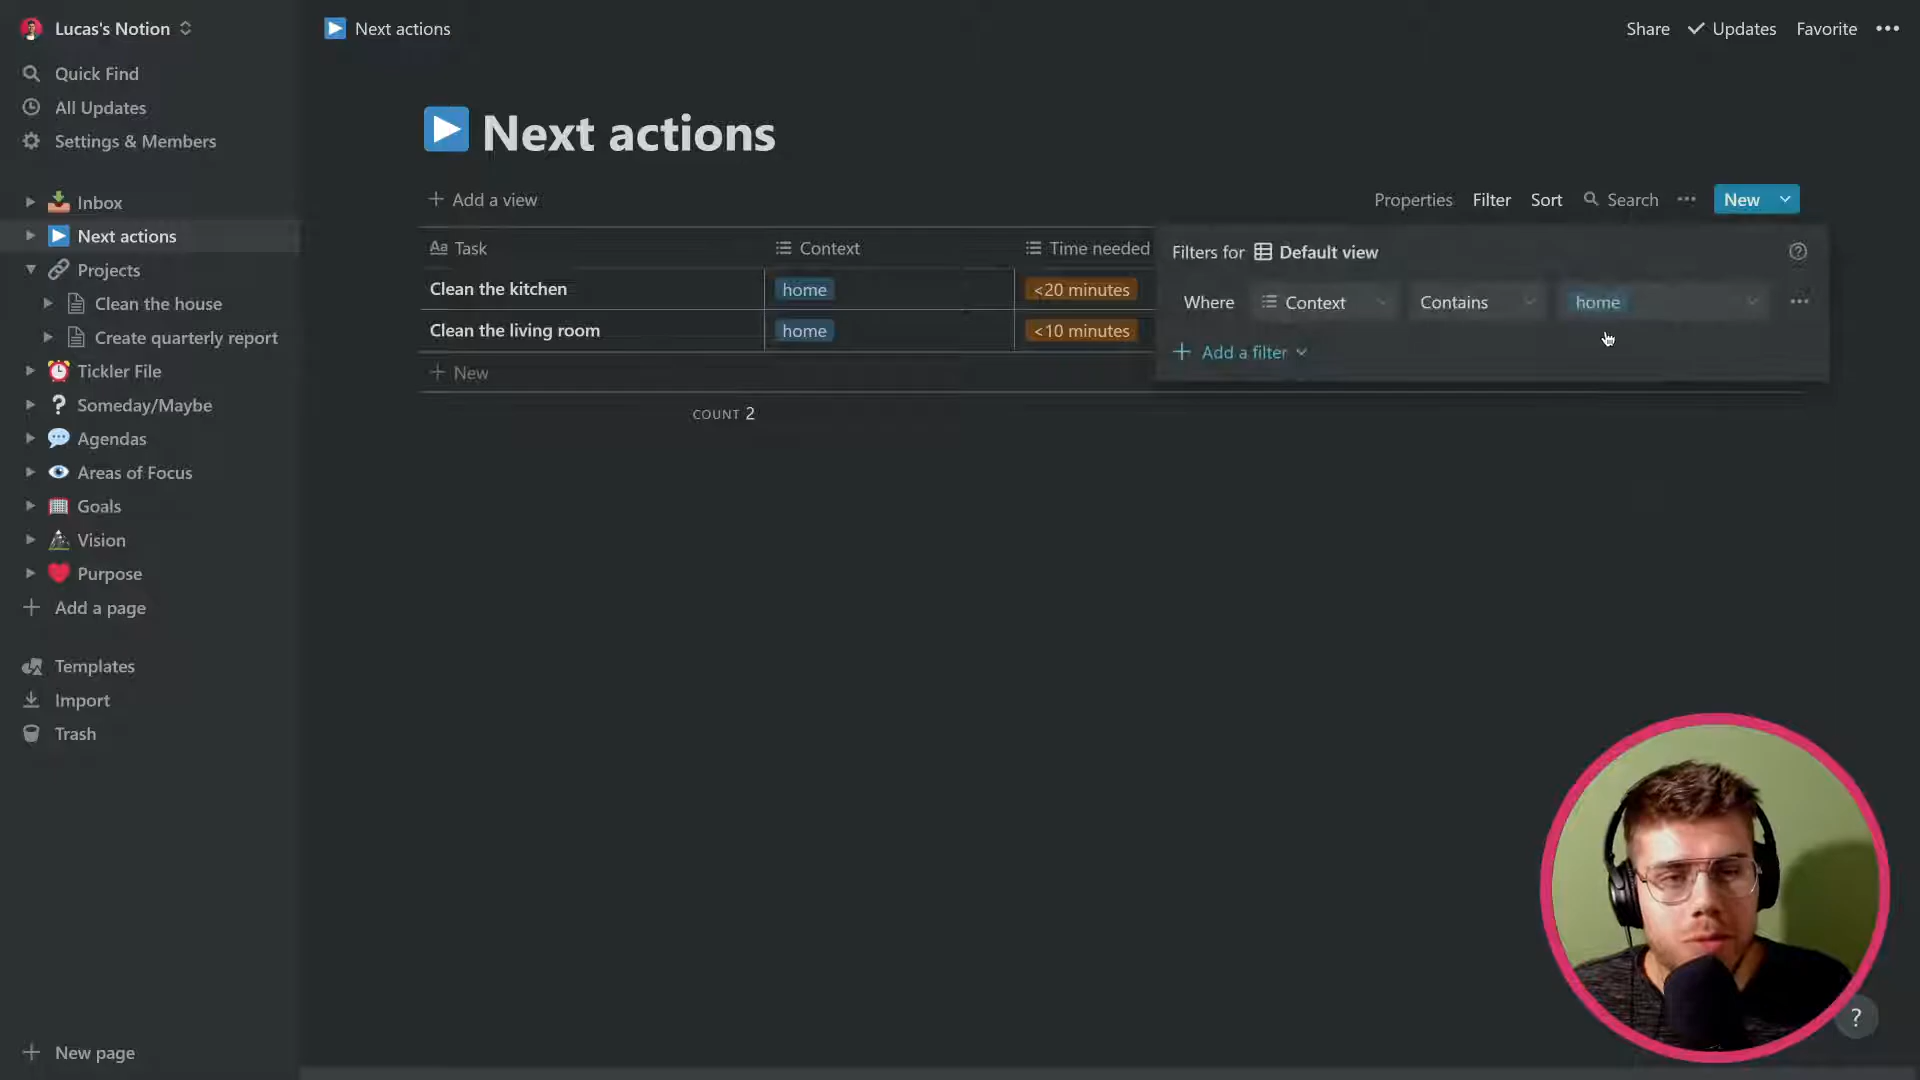 Lucas's Notion
Quick Find
All Updates
Settings & Members
Inbox
Next actions
Projects
Clean the house
Create quarterly report
Tickler File
Someday/Maybe
Agendas
Areas of Focus
Goals
Vision
Purpose
Add a page
Templates
Import
Trash
New page
Next actions
Share Updates Favorite
Next actions
Add a view
Properties Filter Sort Search New
Aa Task Context Time needed
Clean the kitchen home <20 minutes
Clean the living room home <10 minutes
New
COUNT 2
Filters for Default view
Where Context Contains home
Add a filter
?